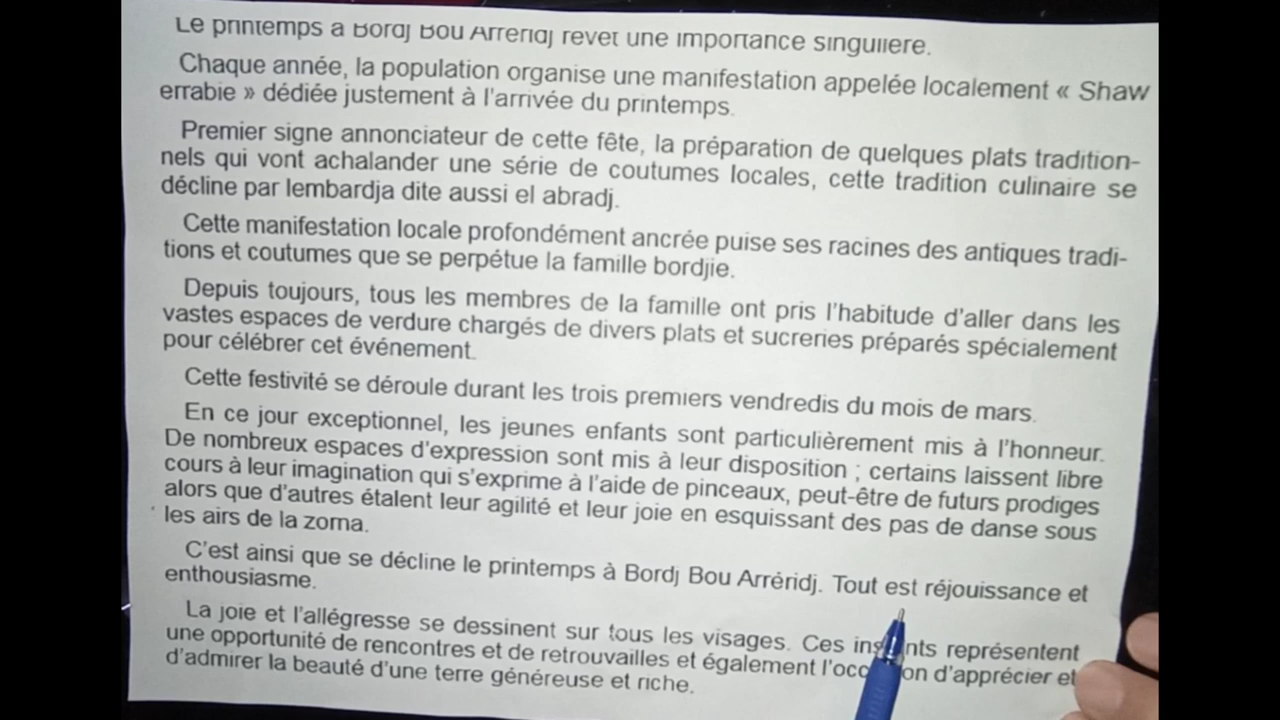 Le printemps à Bordj Bou Arréridj revêt une importance singulière.
Chaque année, la population organise une manifestation appelée localement « Shaw
errabie » dédiée justement à l'arrivée du printemps.
Premier signe annonciateur de cette fête, la préparation de quelques plats tradition-
nels qui vont achalander une série de coutumes locales, cette tradition culinaire se
décline par lembardja dite aussi el abradj.
Cette manifestation locale profondément ancrée puise ses racines des antiques tradi-
tions et coutumes que se perpétue la famille bordjie.
Depuis toujours, tous les membres de la famille ont pris l'habitude d'aller dans les
vastes espaces de verdure chargés de divers plats et sucreries préparés spécialement
pour célébrer cet événement.
Cette festivité se déroule durant les trois premiers vendredis du mois de mars.
En ce jour exceptionnel, les jeunes enfants sont particulièrement mis à l'honneur.
De nombreux espaces d'expression sont mis à leur disposition ; certains laissent libre
cours à leur imagination qui s'exprime à l'aide de pinceaux, peut-être de futurs prodiges
alors que d'autres étalent leur agilité et leur joie en esquissant des pas de danse sous
les airs de la zorna.
C'est ainsi que se décline le printemps à Bordj Bou Arréridj. Tout est réjouissance et
enthousiasme.
La joie et l'allégresse se dessinent sur tous les visages. Ces instants représentent
une opportunité de rencontres et de retrouvailles et également l'occasion d'apprécier et
d'admirer la beauté d'une terre généreuse et riche.